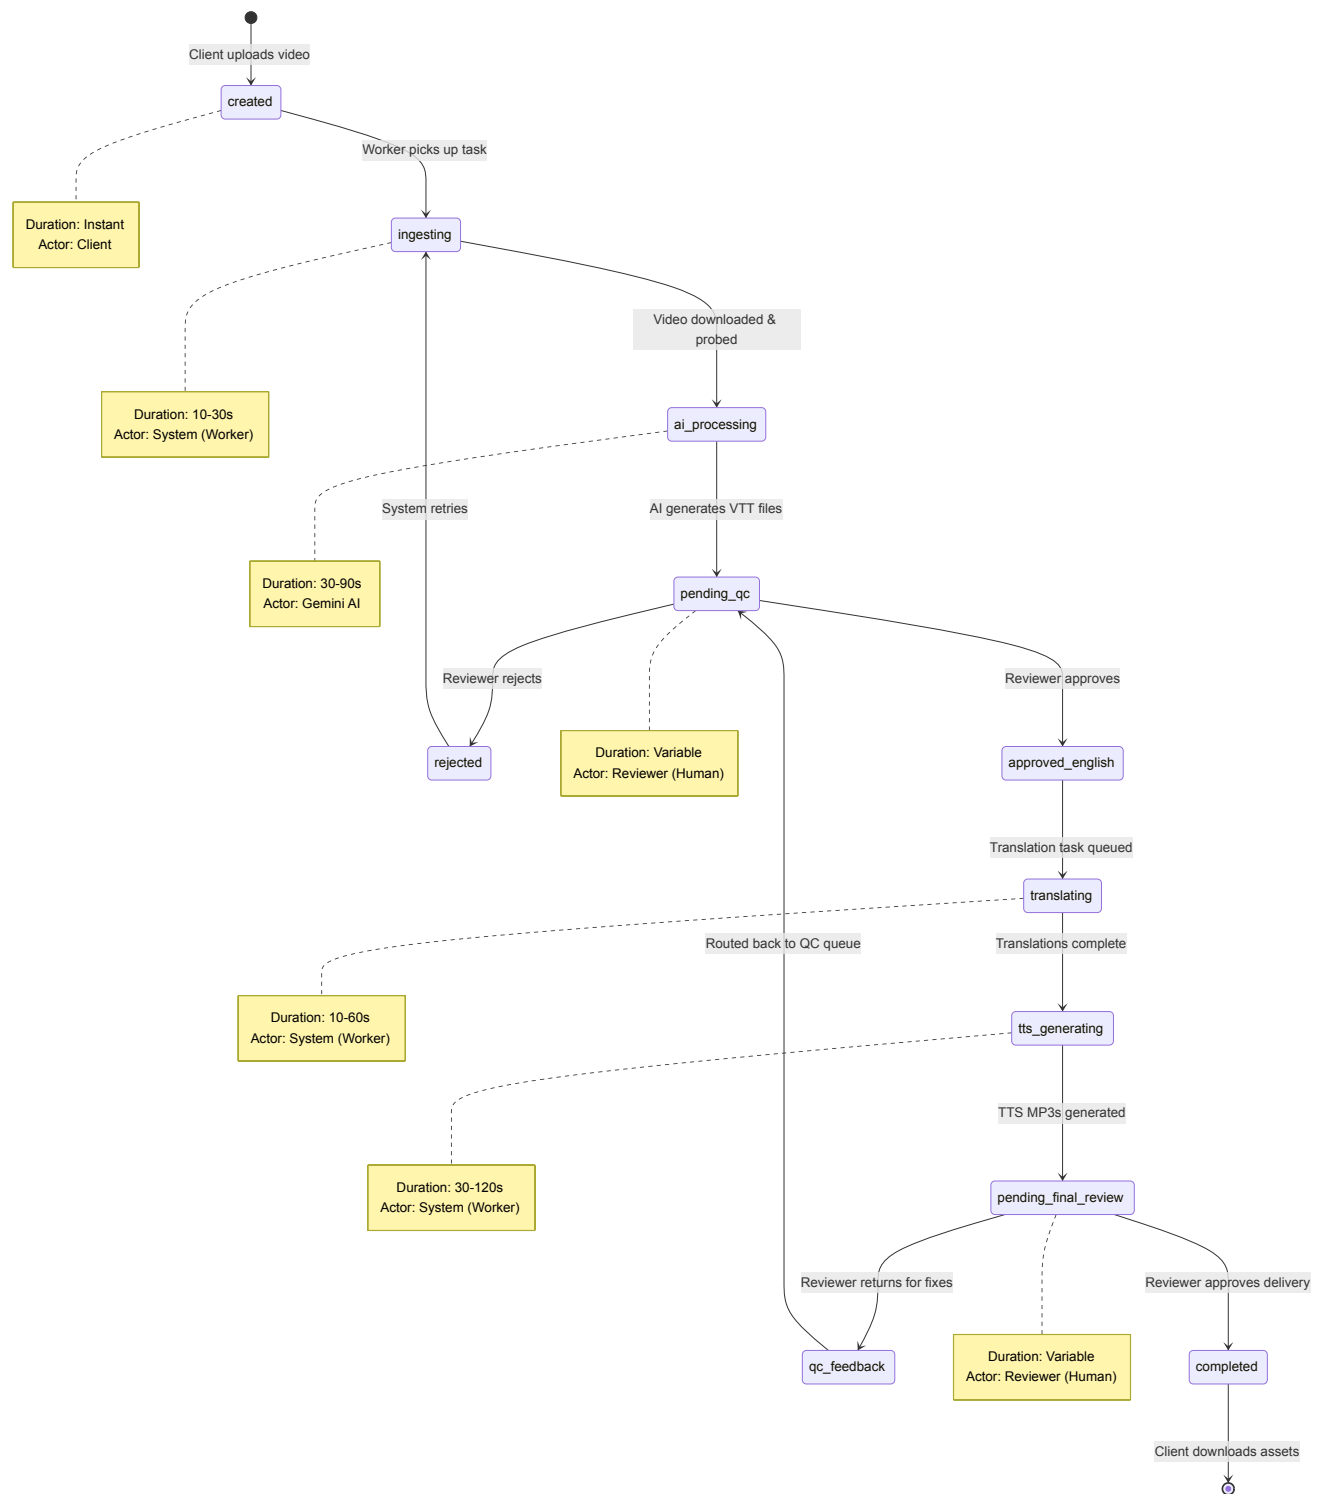 Client uploads video
created
Worker picks up task
Duration: Instant
Actor: Client
ingesting
Video downloaded &
probed
Duration: 10-30s
Actor: System (Worker)
ai_processing
System retries
AI generates VTT files
Duration: 30-90s
Actor: Gemini AI
pending_qc
Reviewer rejects
Reviewer approves
rejected
Duration: Variable
Actor: Reviewer (Human)
approved_english
Translation task queued
translating
Routed back to QC queue
Translations complete
Duration: 10-60s
Actor: System (Worker)
tts_generating
TTS MP3s generated
Duration: 30-120s
Actor: System (Worker)
pending_final_review
Reviewer returns for fixes
Reviewer approves delivery
qc_feedback
Duration: Variable
Actor: Reviewer (Human)
completed
Client downloads assets